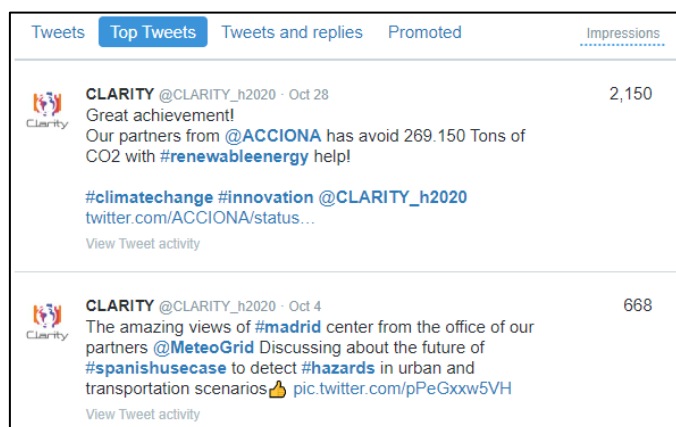 Tweets Top Tweets Tweets and replies Promoted Impressions
CLARITY @CLARITY_h2020 · Oct 28 2,150
Great achievement!
Our partners from @ACCIONA has avoid 269.150 Tons of
CO2 with #renewableenergy help!
#climatechange #innovation @CLARITY_h2020
twitter.com/ACCIONA/status…
View Tweet activity
Clarity
CLARITY @CLARITY_h2020 · Oct 4 668
The amazing views of #madrid center from the office of our
partners @MeteoGrid Discussing about the future of
#spanishusecase to detect #hazards in urban and
transportation scenarios👍 pic.twitter.com/pPeGxxw5VH
View Tweet activity
Clarity